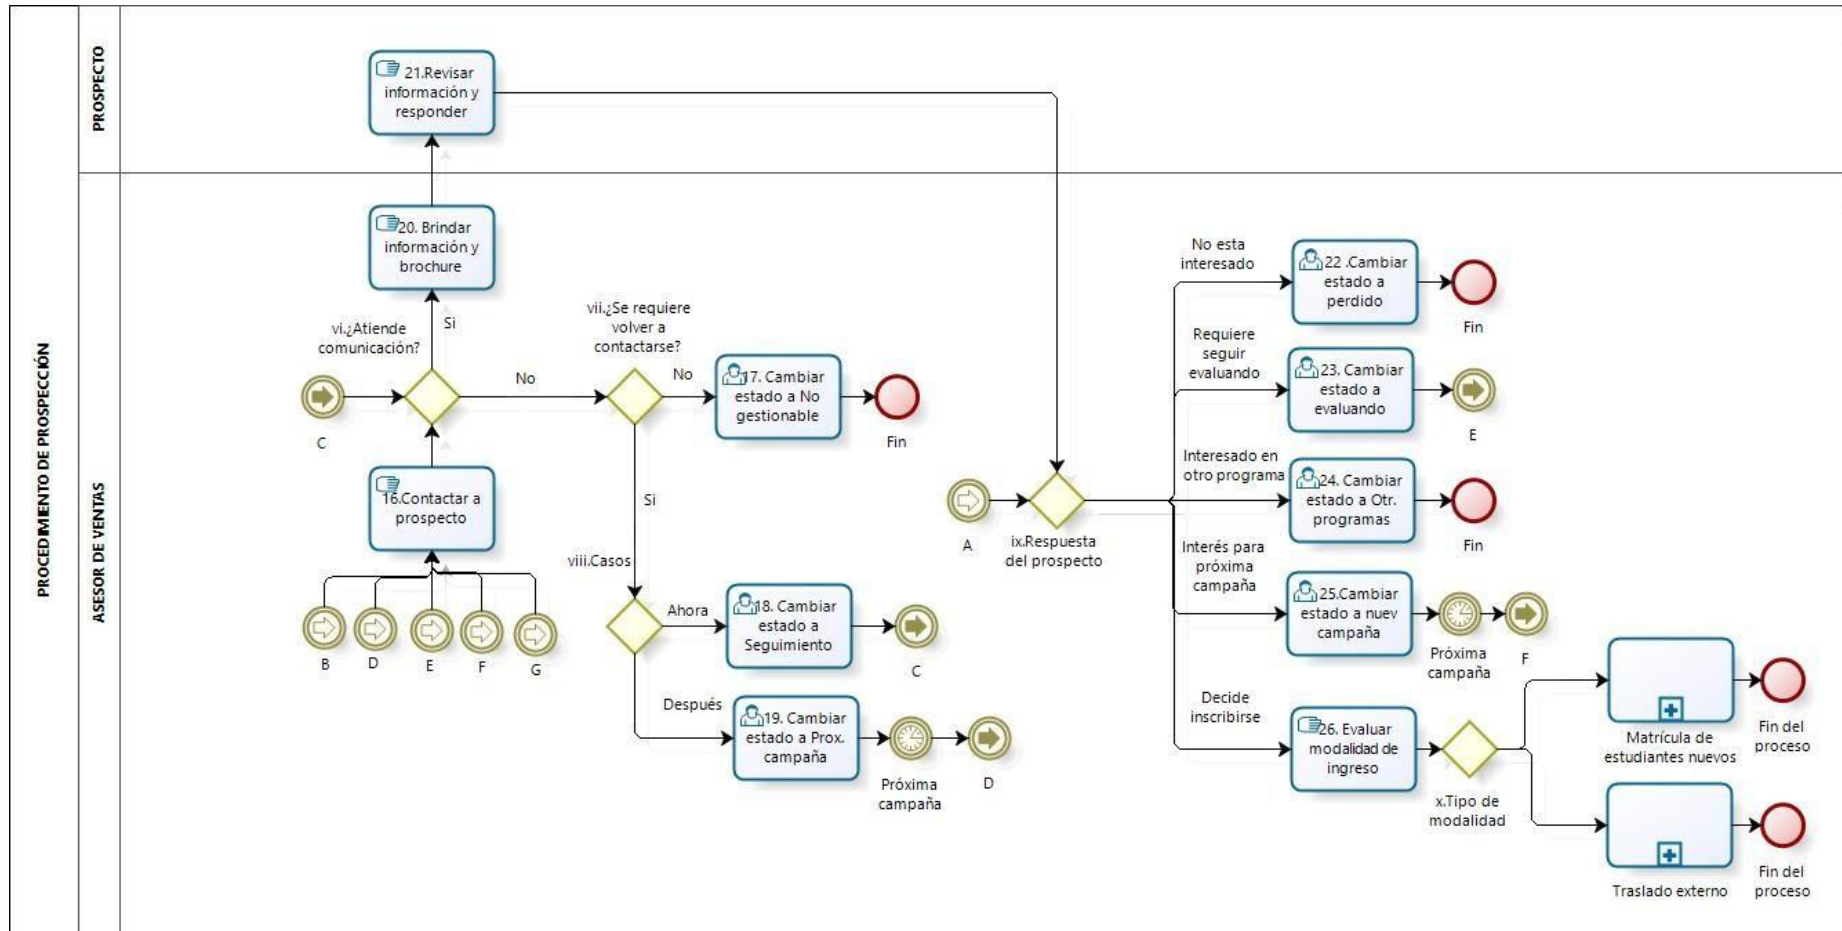 PROCEDIMIENTO DE PROSPECCIÓN
PROSPECTO
21.Revisar
información y
responder
ASESOR DE VENTAS
20. Brindar
información y
brochure
vi.¿Atiende
comunicación?
Si
C
No
16.Contactar a
prospecto
B
D
E
F
G
vii.¿Se requiere
volver a
contactarse?
No
17. Cambiar
estado a No
gestionable
Fin
Si
viii.Casos
Ahora
18. Cambiar
estado a
Seguimiento
C
Después
19. Cambiar
estado a Prox.
campaña
Próxima
campaña
D
A
ix.Respuesta
del prospecto
No esta
interesado
22 .Cambiar
estado a
perdido
Fin
Requiere
seguir
evaluando
23. Cambiar
estado a
evaluando
E
Interesado en
otro programa
24. Cambiar
estado a Otr.
programas
Fin
Interés para
próxima
campaña
25.Cambiar
estado a nuev
campaña
Próxima
campaña
F
Decide
inscribirse
26. Evaluar
modalidad de
ingreso
x.Tipo de
modalidad
Matrícula de
estudiantes nuevos
Fin del
proceso
Traslado externo
Fin del
proceso